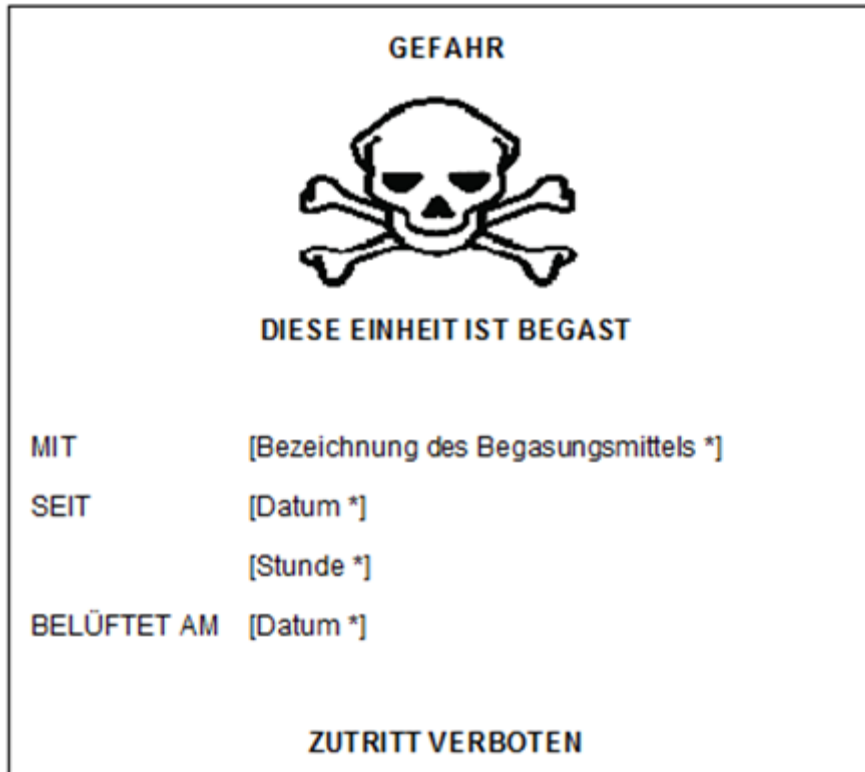 GEFAHR
DIESE EINHEIT IST BEGAST
MIT [Bezeichnung des Begasungsmittels *]
SEIT [Datum *]
[Stunde *]
BELÜFTET AM [Datum *]
ZUTRITT VERBOTEN